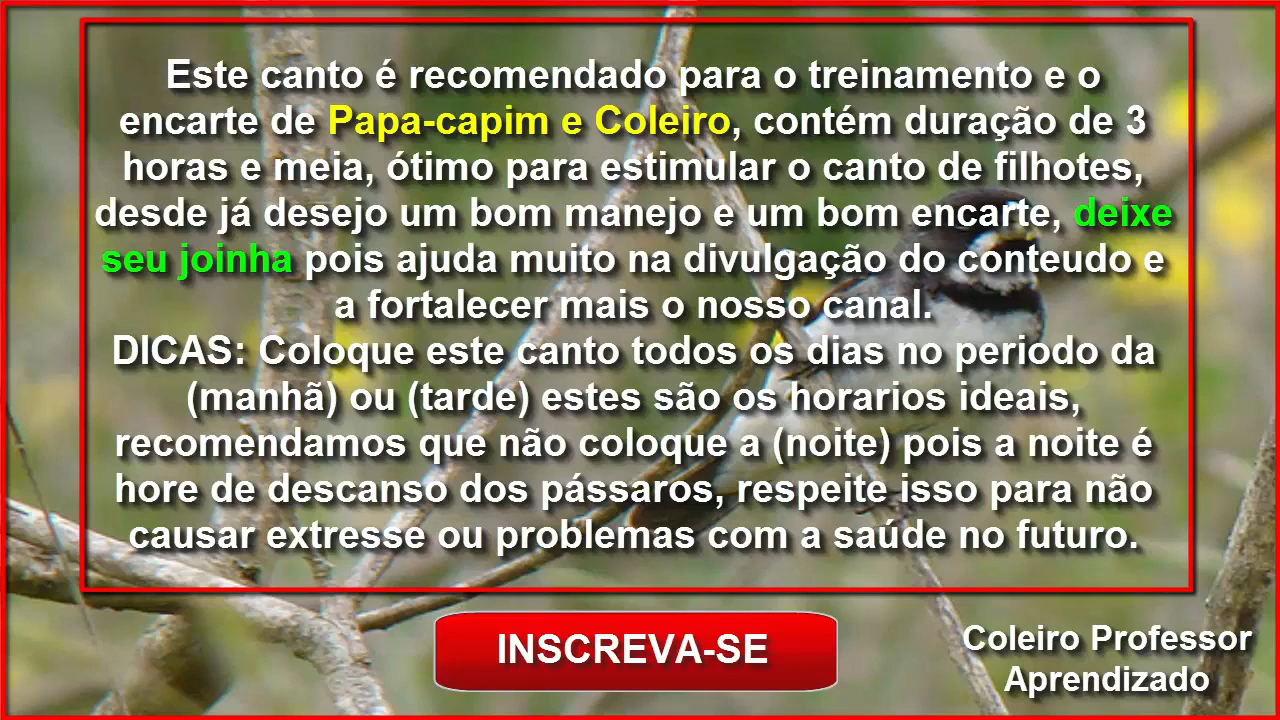 Este canto é recomendado para o treinamento e o
encarte de Papa-capim e Coleiro, contém duração de 3
horas e meia, ótimo para estimular o canto de filhotes,
desde já desejo um bom manejo e um bom encarte, deixe
seu joinha pois ajuda muito na divulgação do conteudo e
a fortalecer mais o nosso canal.
DICAS: Coloque este canto todos os dias no periodo da
(manhã) ou (tarde) estes são os horarios ideais,
recomendamos que não coloque a (noite) pois a noite é
hore de descanso dos pássaros, respeite isso para não
causar extresse ou problemas com a saúde no futuro.
INSCREVA-SE
Coleiro Professor
Aprendizado